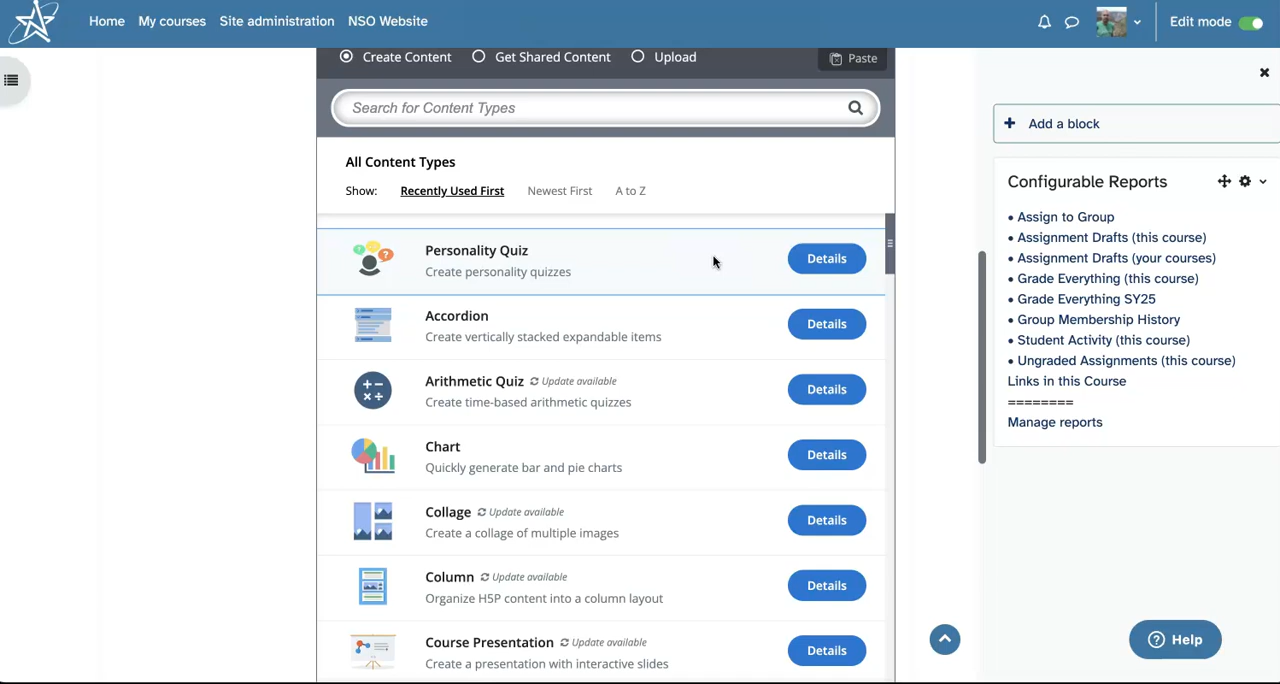 Home My courses Site administration NSO Website Edit mode
Create Content Get Shared Content Upload Paste
Search for Content Types
All Content Types
Show: Recently Used First Newest First A to Z
Personality Quiz
Create personality quizzes
Details
Accordion
Create vertically stacked expandable items
Details
Arithmetic Quiz Update available
Create time-based arithmetic quizzes
Details
Chart
Quickly generate bar and pie charts
Details
Collage Update available
Create a collage of multiple images
Details
Column Update available
Organize H5P content into a column layout
Details
Course Presentation Update available
Create a presentation with interactive slides
Details
+ Add a block
Configurable Reports
• Assign to Group
• Assignment Drafts (this course)
• Assignment Drafts (your courses)
• Grade Everything (this course)
• Grade Everything SY25
• Group Membership History
• Student Activity (this course)
• Ungraded Assignments (this course)
Links in this Course
========
Manage reports
Help